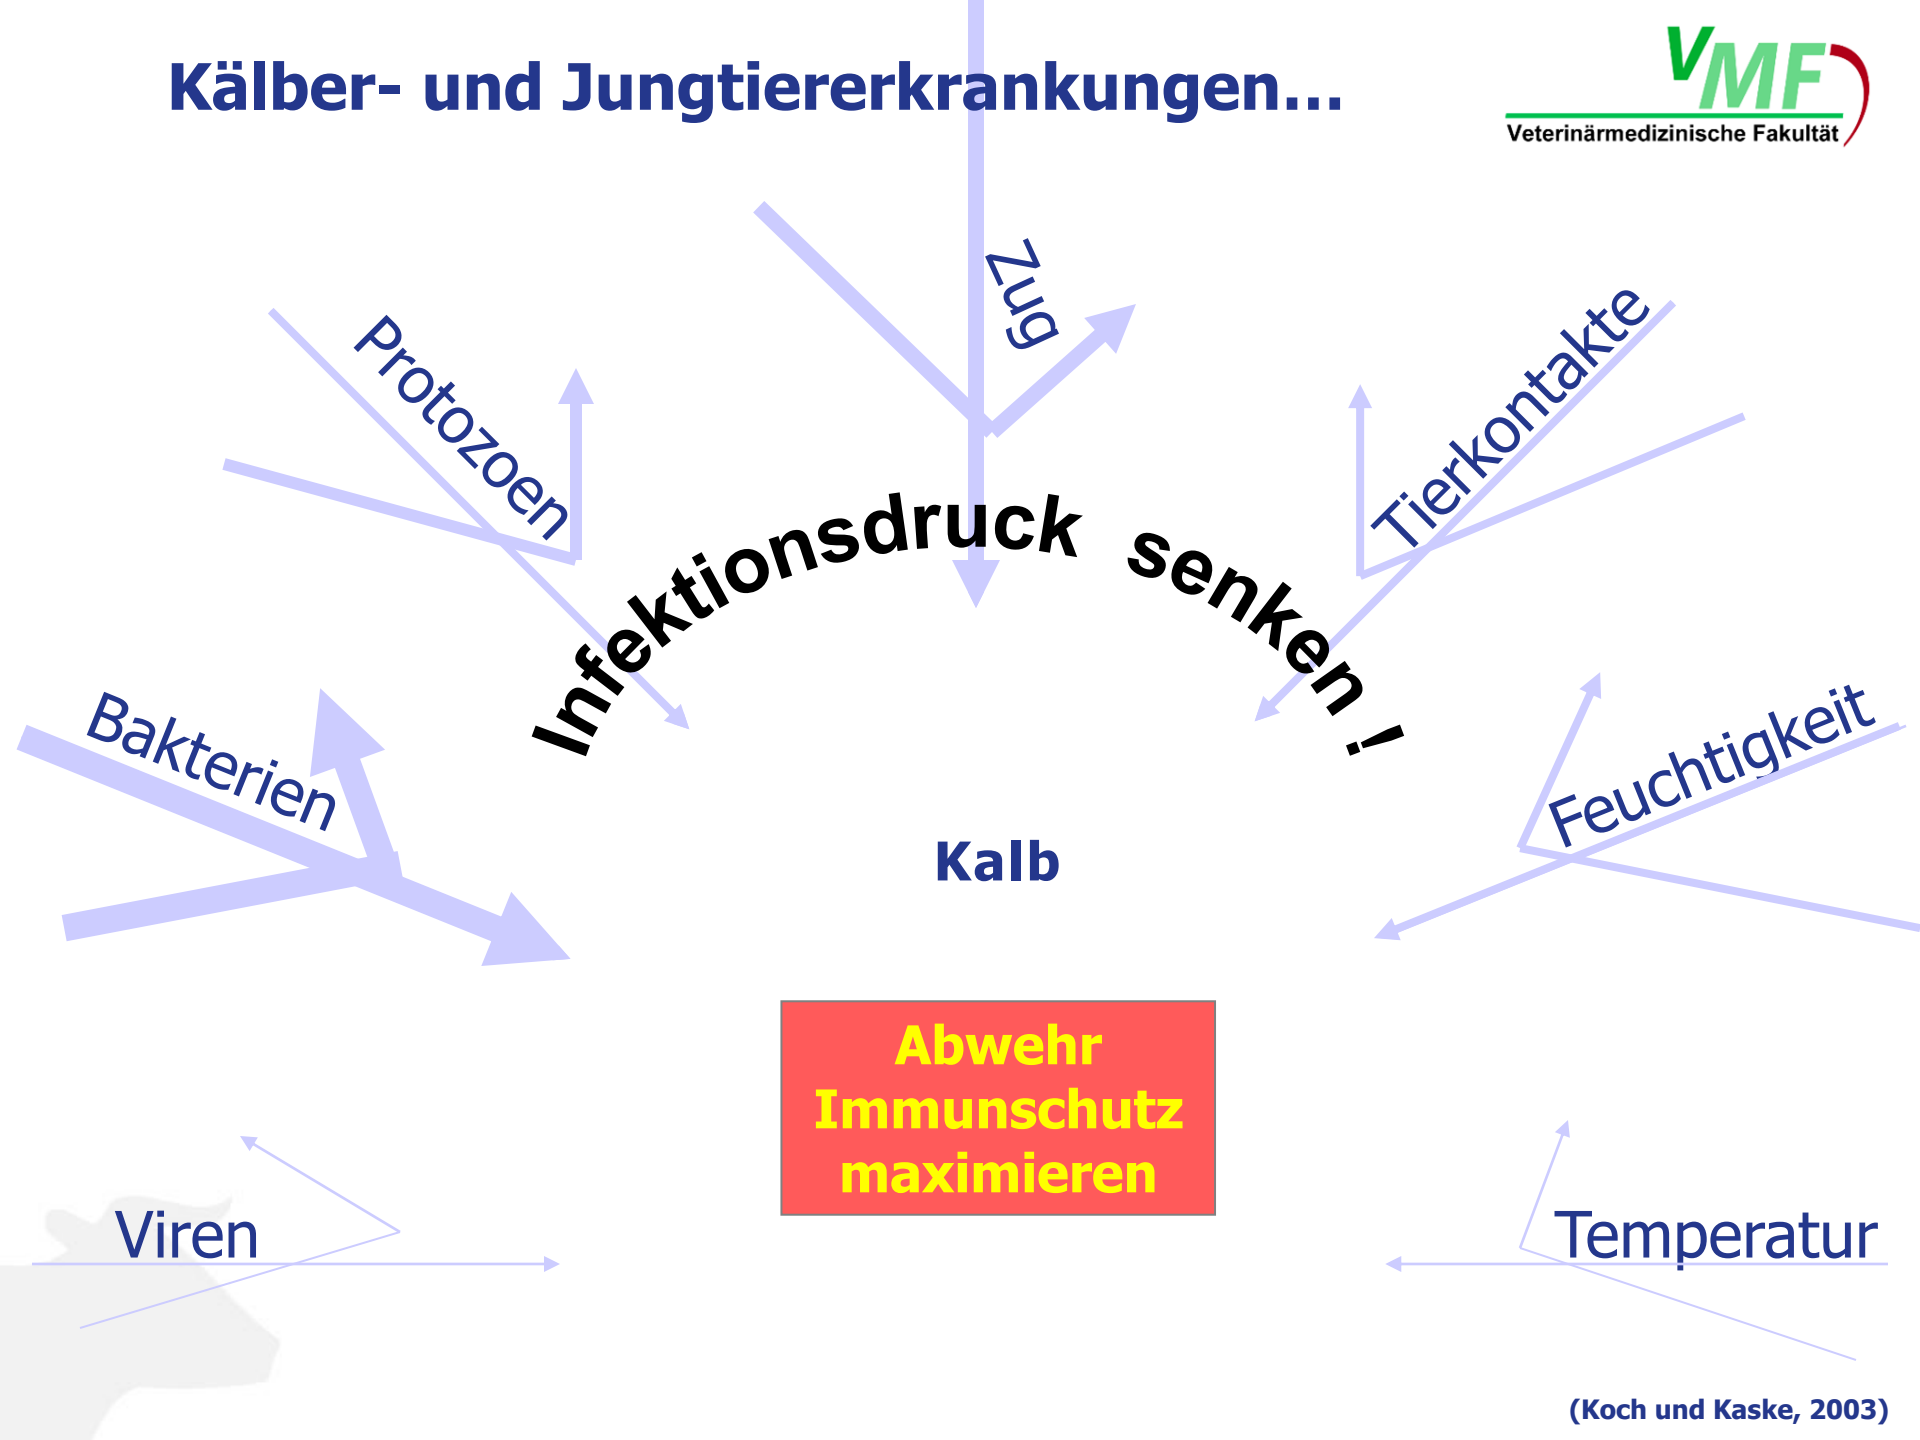 Kälber- und Jungtiererkrankungen...
VMF
Veterinärmedizinische Fakultät
Zug
Protozoen
Tierkontakte
Infektionsdruck senken !
Bakterien
Feuchtigkeit
Kalb
Abwehr
Immunschutz
maximieren
Viren
Temperatur
(Koch und Kaske, 2003)